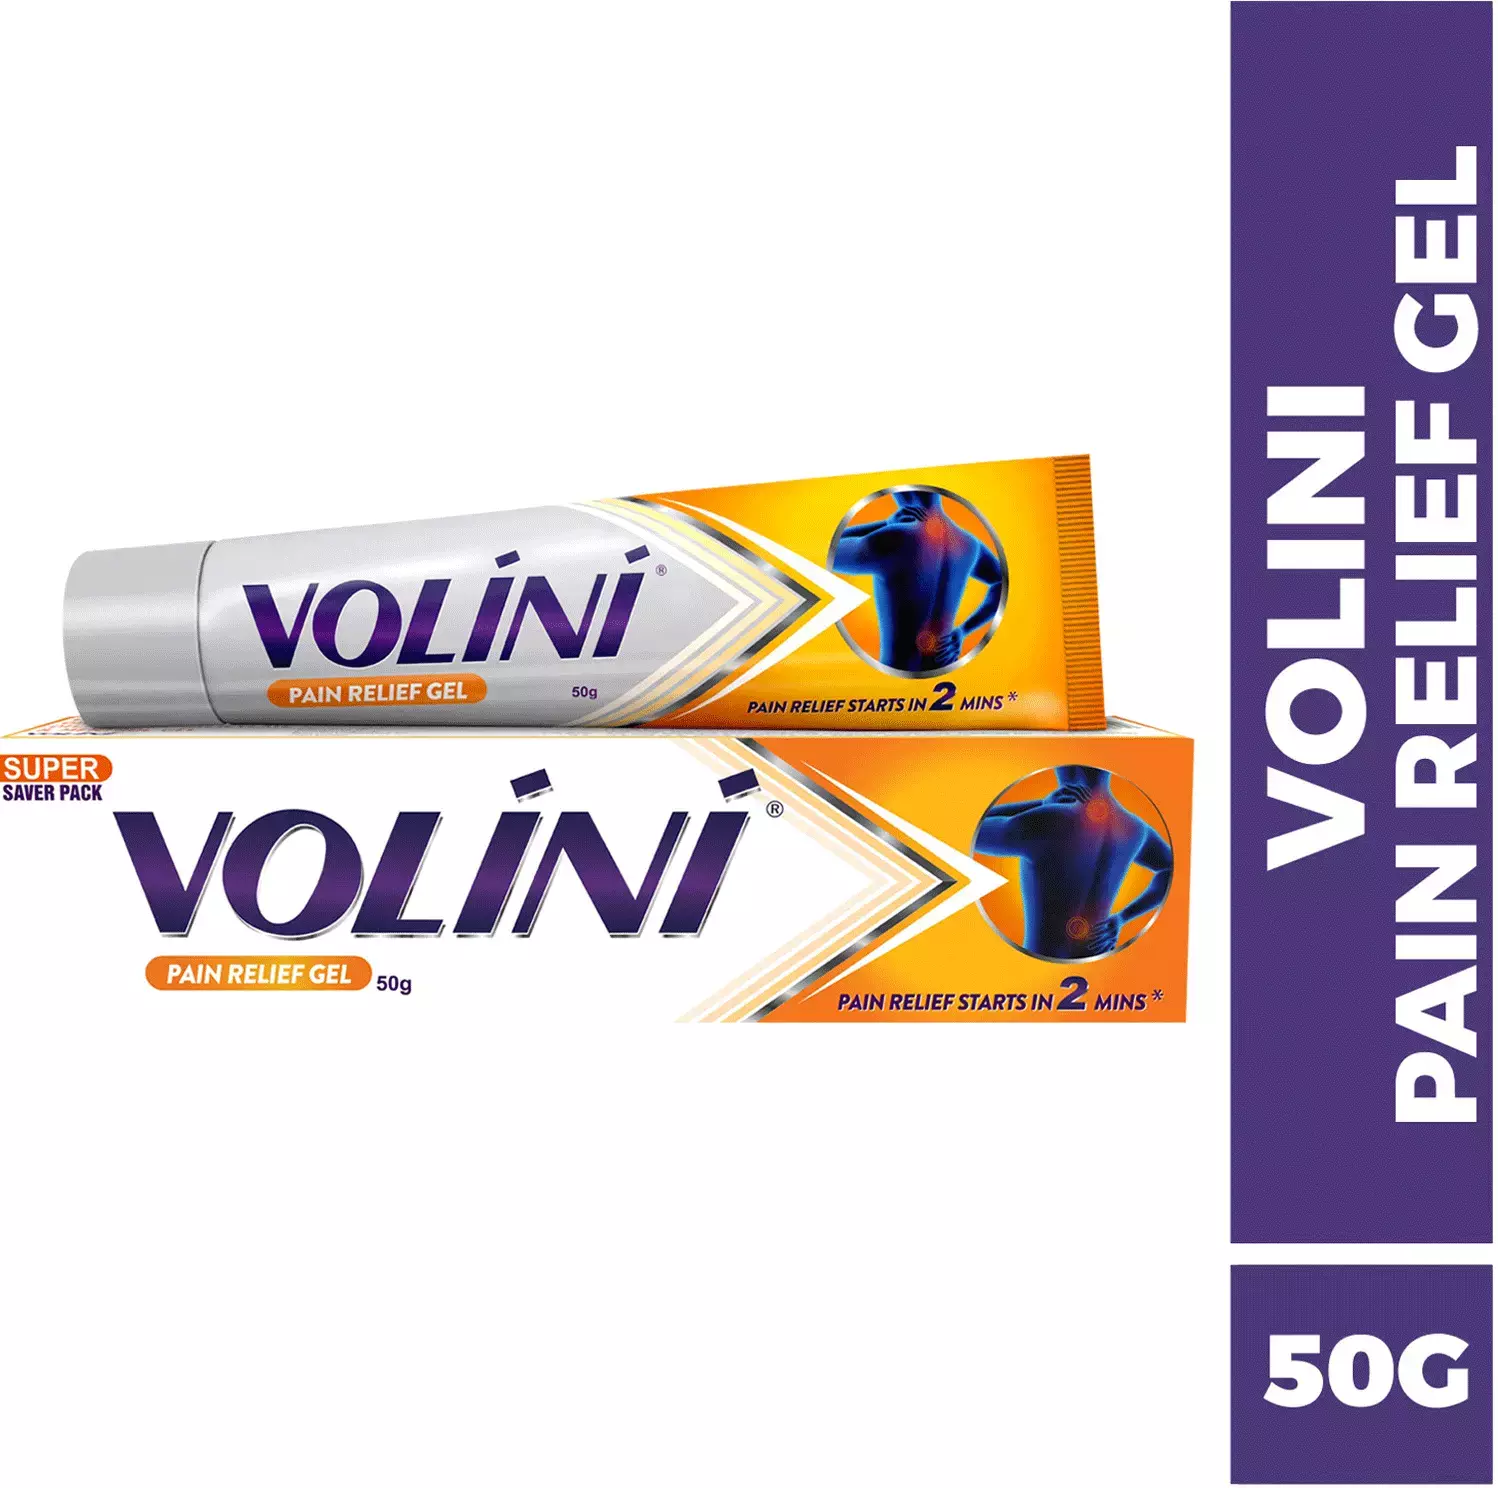 VOLINI®
PAIN RELIEF GEL
50g
PAIN RELIEF STARTS IN 2 MINS*
SUPER
SAVER PACK
VOLINI®
PAIN RELIEF GEL 50g
PAIN RELIEF STARTS IN 2 MINS*
VOLINI
PAIN RELIEF GEL
50G